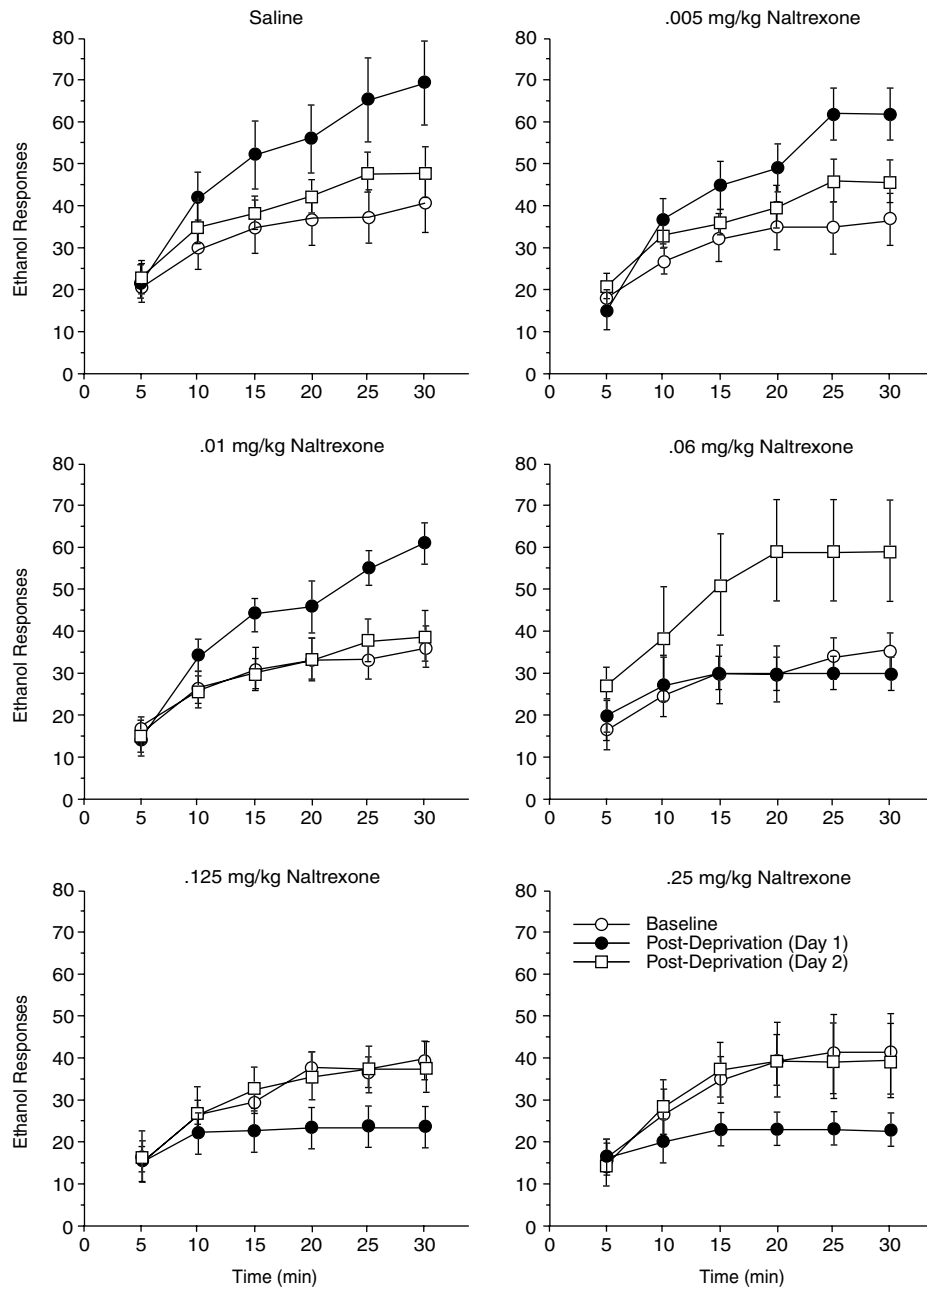 Saline
.005 mg/kg Naltrexone
80
70
60
50
40
30
20
10
0
Ethanol Responses
0 5 10 15 20 25 30
80
70
60
50
40
30
20
10
0
0 5 10 15 20 25 30
.01 mg/kg Naltrexone
.06 mg/kg Naltrexone
80
70
60
50
40
30
20
10
0
Ethanol Responses
0 5 10 15 20 25 30
80
70
60
50
40
30
20
10
0
0 5 10 15 20 25 30
.125 mg/kg Naltrexone
.25 mg/kg Naltrexone
80
70
60
50
40
30
20
10
0
Ethanol Responses
0 5 10 15 20 25 30
Time (min)
80
70
60
50
40
30
20
10
0
Baseline
Post-Deprivation (Day 1)
Post-Deprivation (Day 2)
0 5 10 15 20 25 30
Time (min)